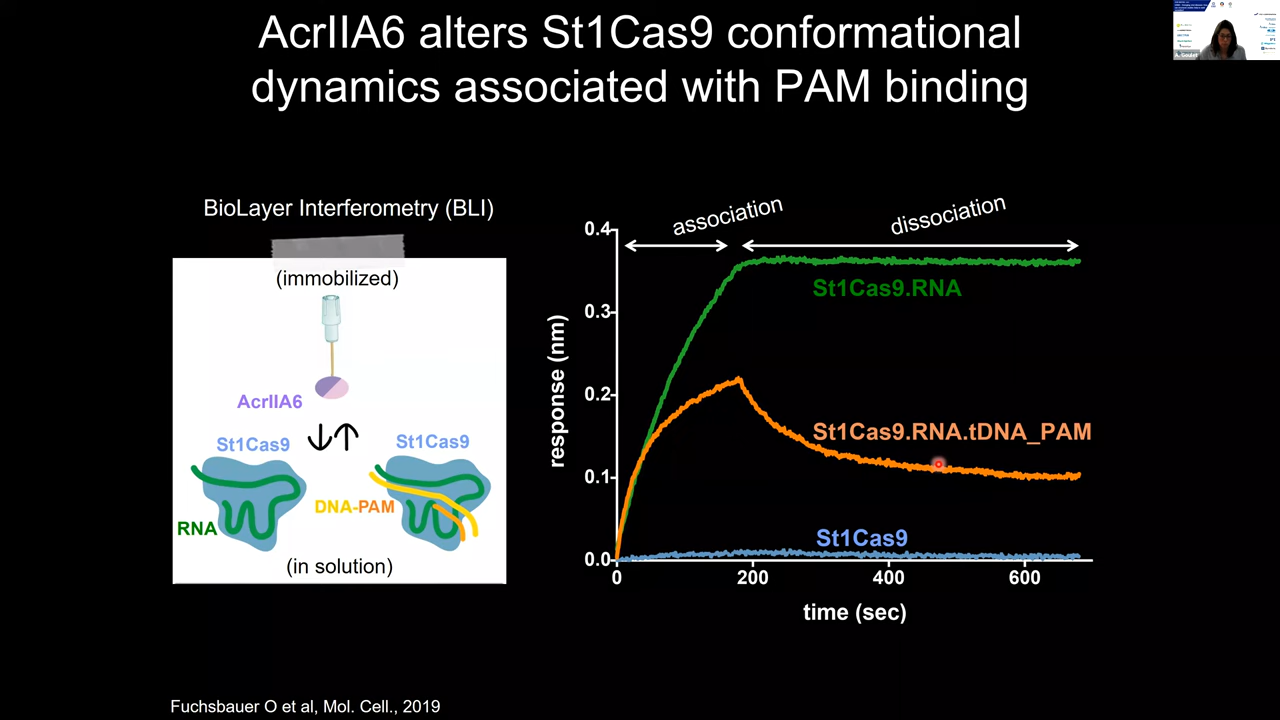 AcrIIA6 alters St1Cas9 conformational
dynamics associated with PAM binding
BioLayer Interferometry (BLI)
(immobilized)
AcrIIA6
St1Cas9
St1Cas9
DNA-PAM
RNA
(in solution)
association
dissociation
0.4
0.3
0.2
0.1
0.0
response (nm)
St1Cas9.RNA
St1Cas9.RNA.tDNA_PAM
St1Cas9
0
200
400
600
time (sec)
Fuchsbauer O et al, Mol. Cell., 2019